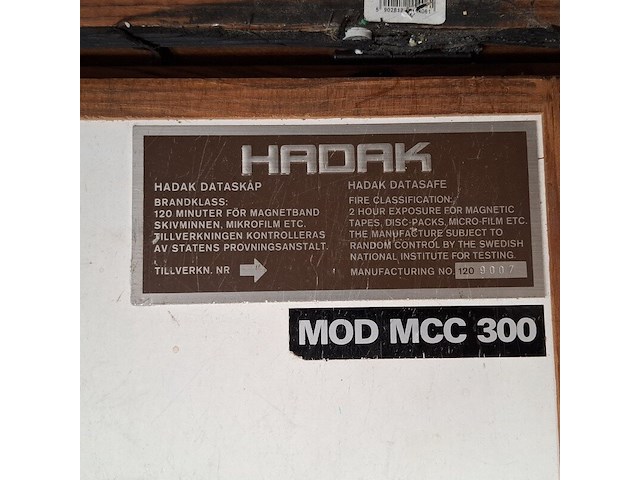 HADAK
HADAK DATASKÅP
BRANDKLASS:
120 MINUTER FÖR MAGNETBAND
SKIVMINNEN, MIKROFILM ETC.
TILLVERKNINGEN KONTROLLERAS
AV STATENS PROVNINGSANSTALT.
TILLVERKN. NR
HADAK DATASAFE
FIRE CLASSIFICATION:
2 HOUR EXPOSURE FOR MAGNETIC
TAPES, DISC-PACKS, MICRO-FILM ETC.
THE MANUFACTURE SUBJECT TO
RANDOM CONTROL BY THE SWEDISH
NATIONAL INSTITUTE FOR TESTING.
MANUFACTURING NO. 120 9007
MOD MCC 300